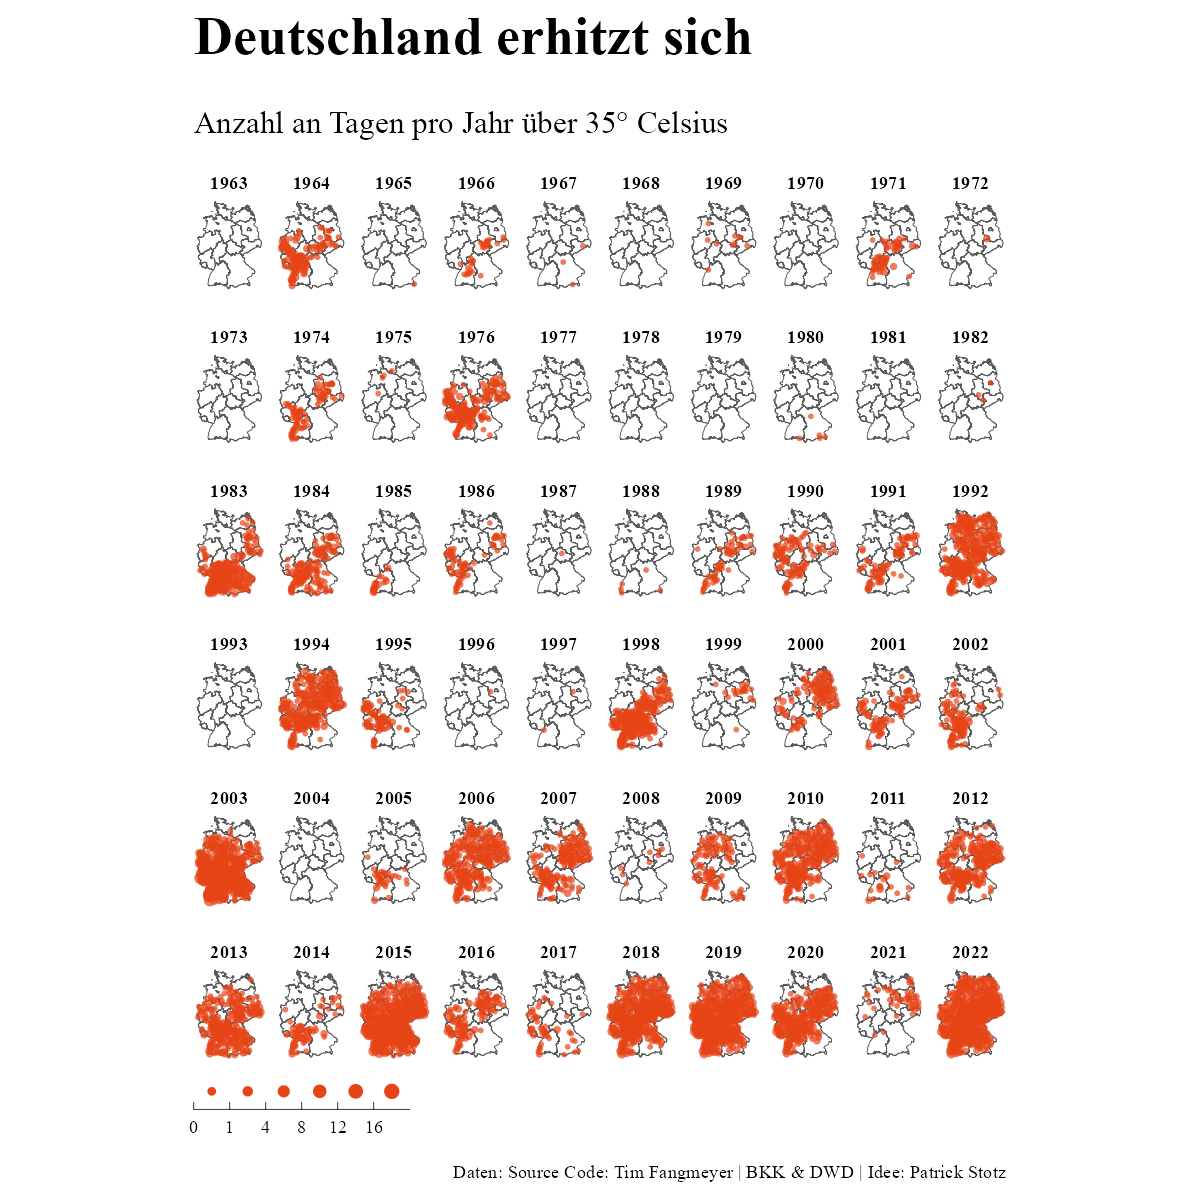 Deutschland erhitzt sich
Anzahl an Tagen pro Jahr über 35° Celsius
1963 1964 1965 1966 1967 1968 1969 1970 1971 1972
1973 1974 1975 1976 1977 1978 1979 1980 1981 1982
1983 1984 1985 1986 1987 1988 1989 1990 1991 1992
1993 1994 1995 1996 1997 1998 1999 2000 2001 2002
2003 2004 2005 2006 2007 2008 2009 2010 2011 2012
2013 2014 2015 2016 2017 2018 2019 2020 2021 2022
0 1 4 8 12 16
Daten: Source Code: Tim Fangmeyer | BKK & DWD | Idee: Patrick Stotz